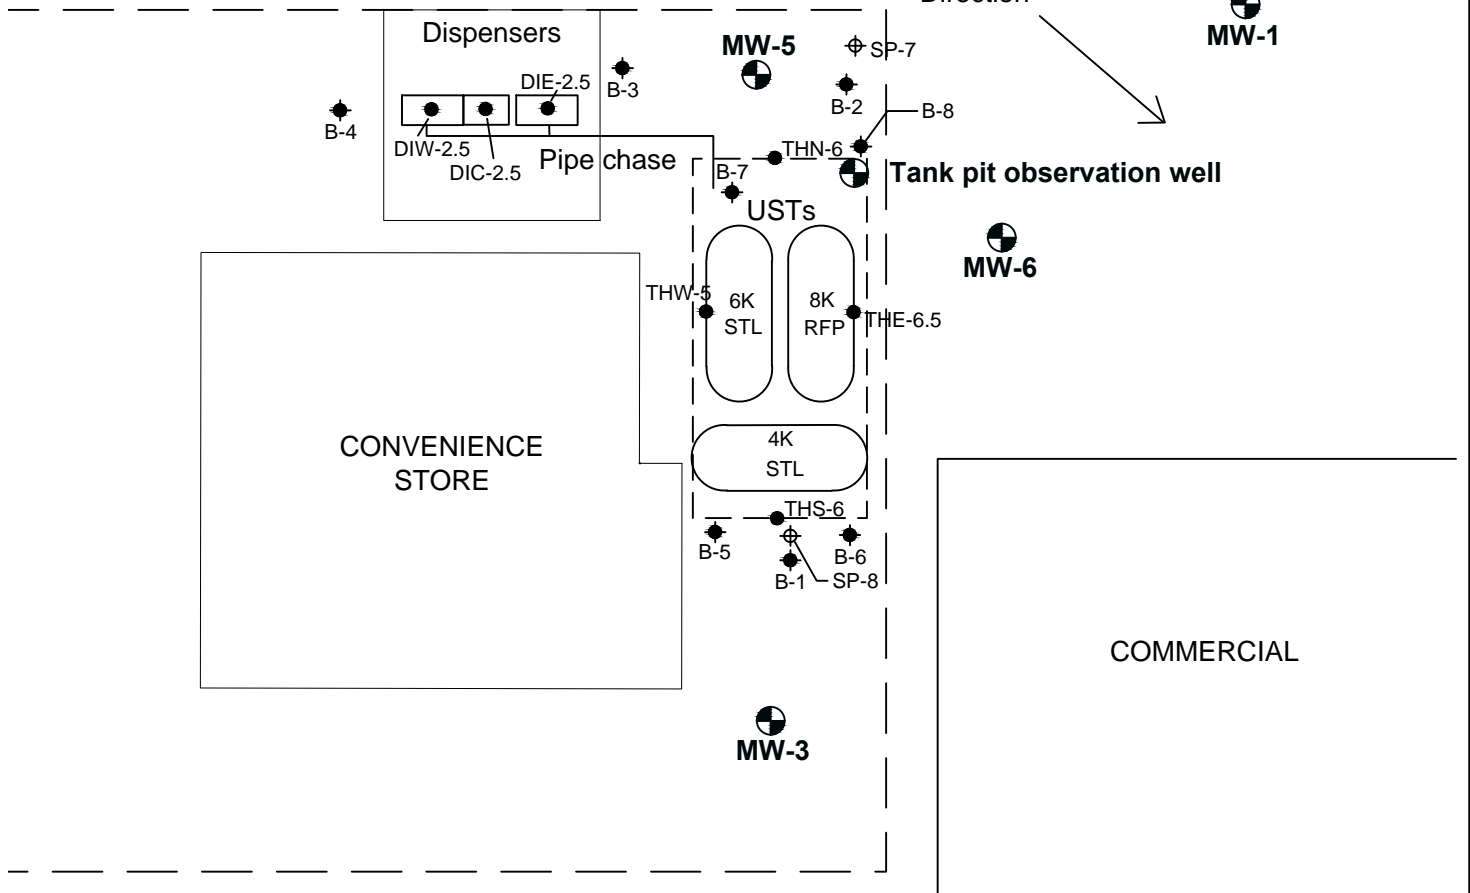 Direction
MW-1
Dispensers
MW-5
SP-7
DIE-2.5
B-3
B-2
B-4
B-8
DIW-2.5
DIC-2.5
Pipe chase
THN-6
B-7
Tank pit observation well
USTs
MW-6
THW-5
6K
STL
8K
RFP
THE-6.5
CONVENIENCE
STORE
4K
STL
THS-6
B-5
B-6
B-1
SP-8
COMMERCIAL
MW-3